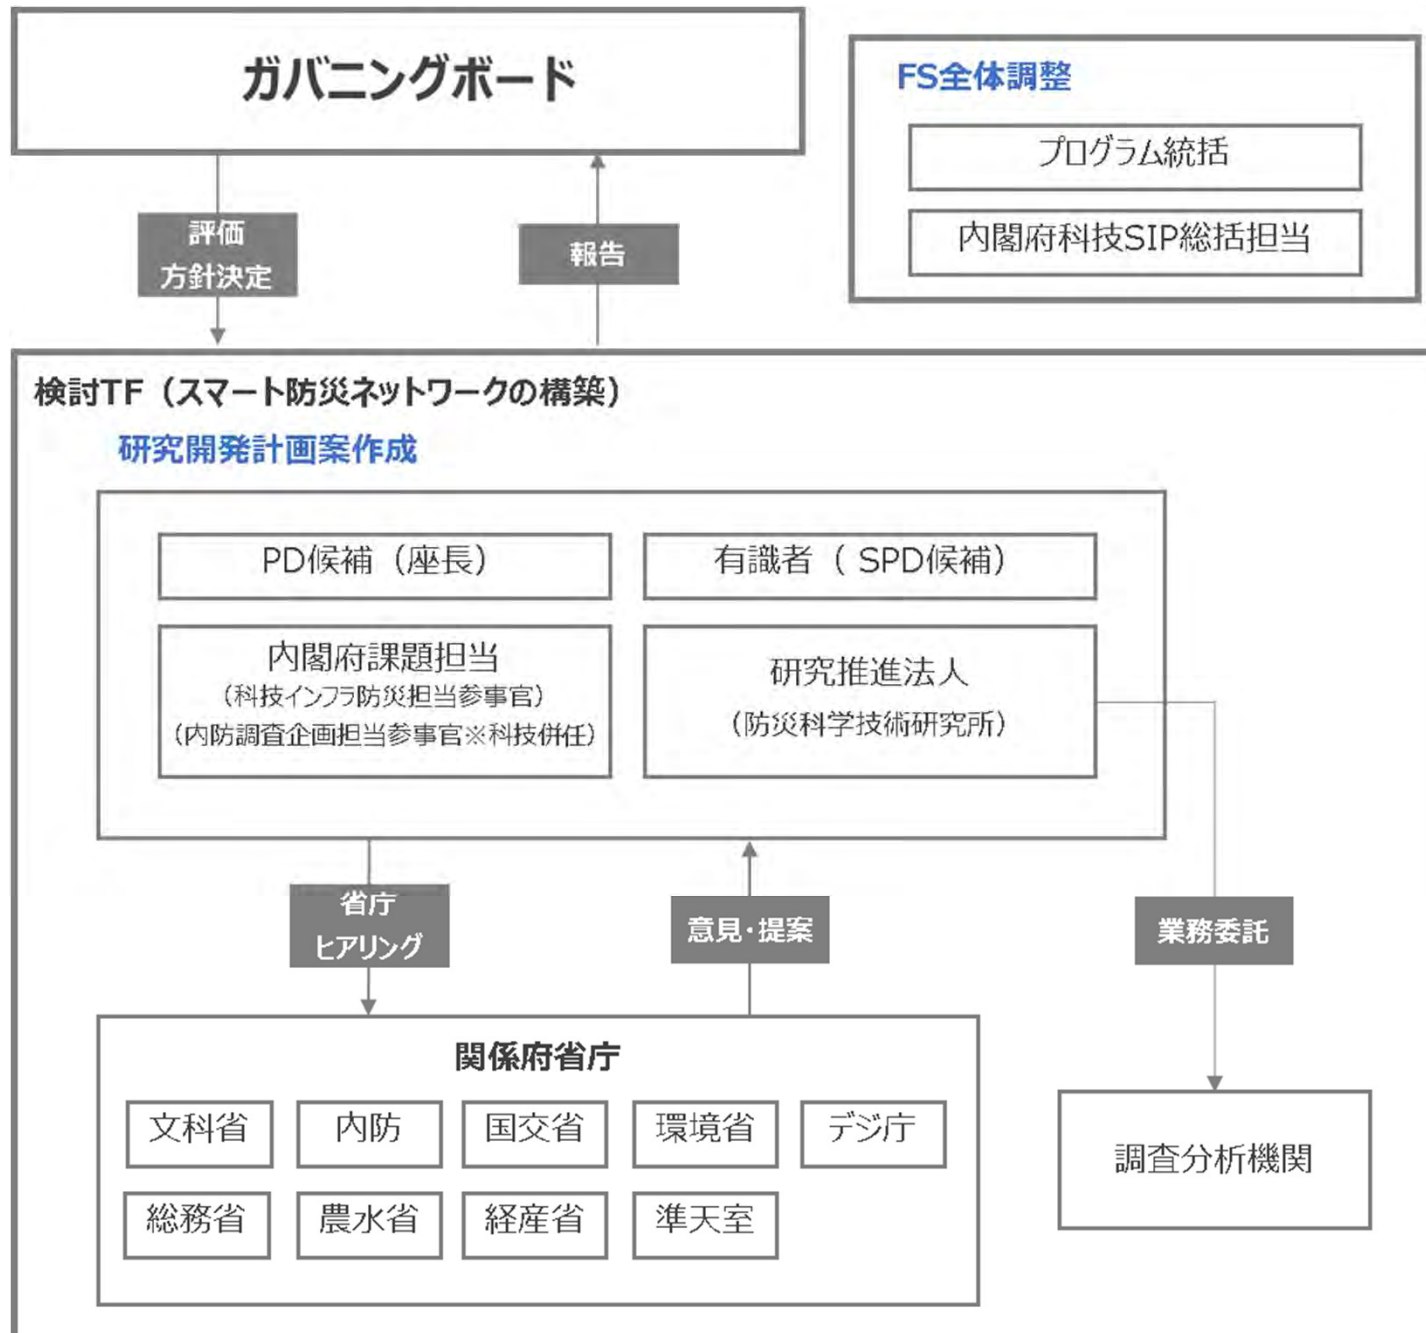 ガバニングボード
FS全体調整
プログラム統括
内閣府科技SIP総括担当
評価
方針決定
報告
検討TF（スマート防災ネットワークの構築）
研究開発計画案作成
PD候補（座長）
有識者（ SPD候補）
内閣府課題担当
（科技インフラ防災担当参事官）
（内防調査企画担当参事官※科技併任）
研究推進法人
（防災科学技術研究所）
省庁
ヒアリング
意見・提案
業務委託
関係府省庁
文科省
内防
国交省
環境省
デジ庁
総務省
農水省
経産省
準天室
調査分析機関